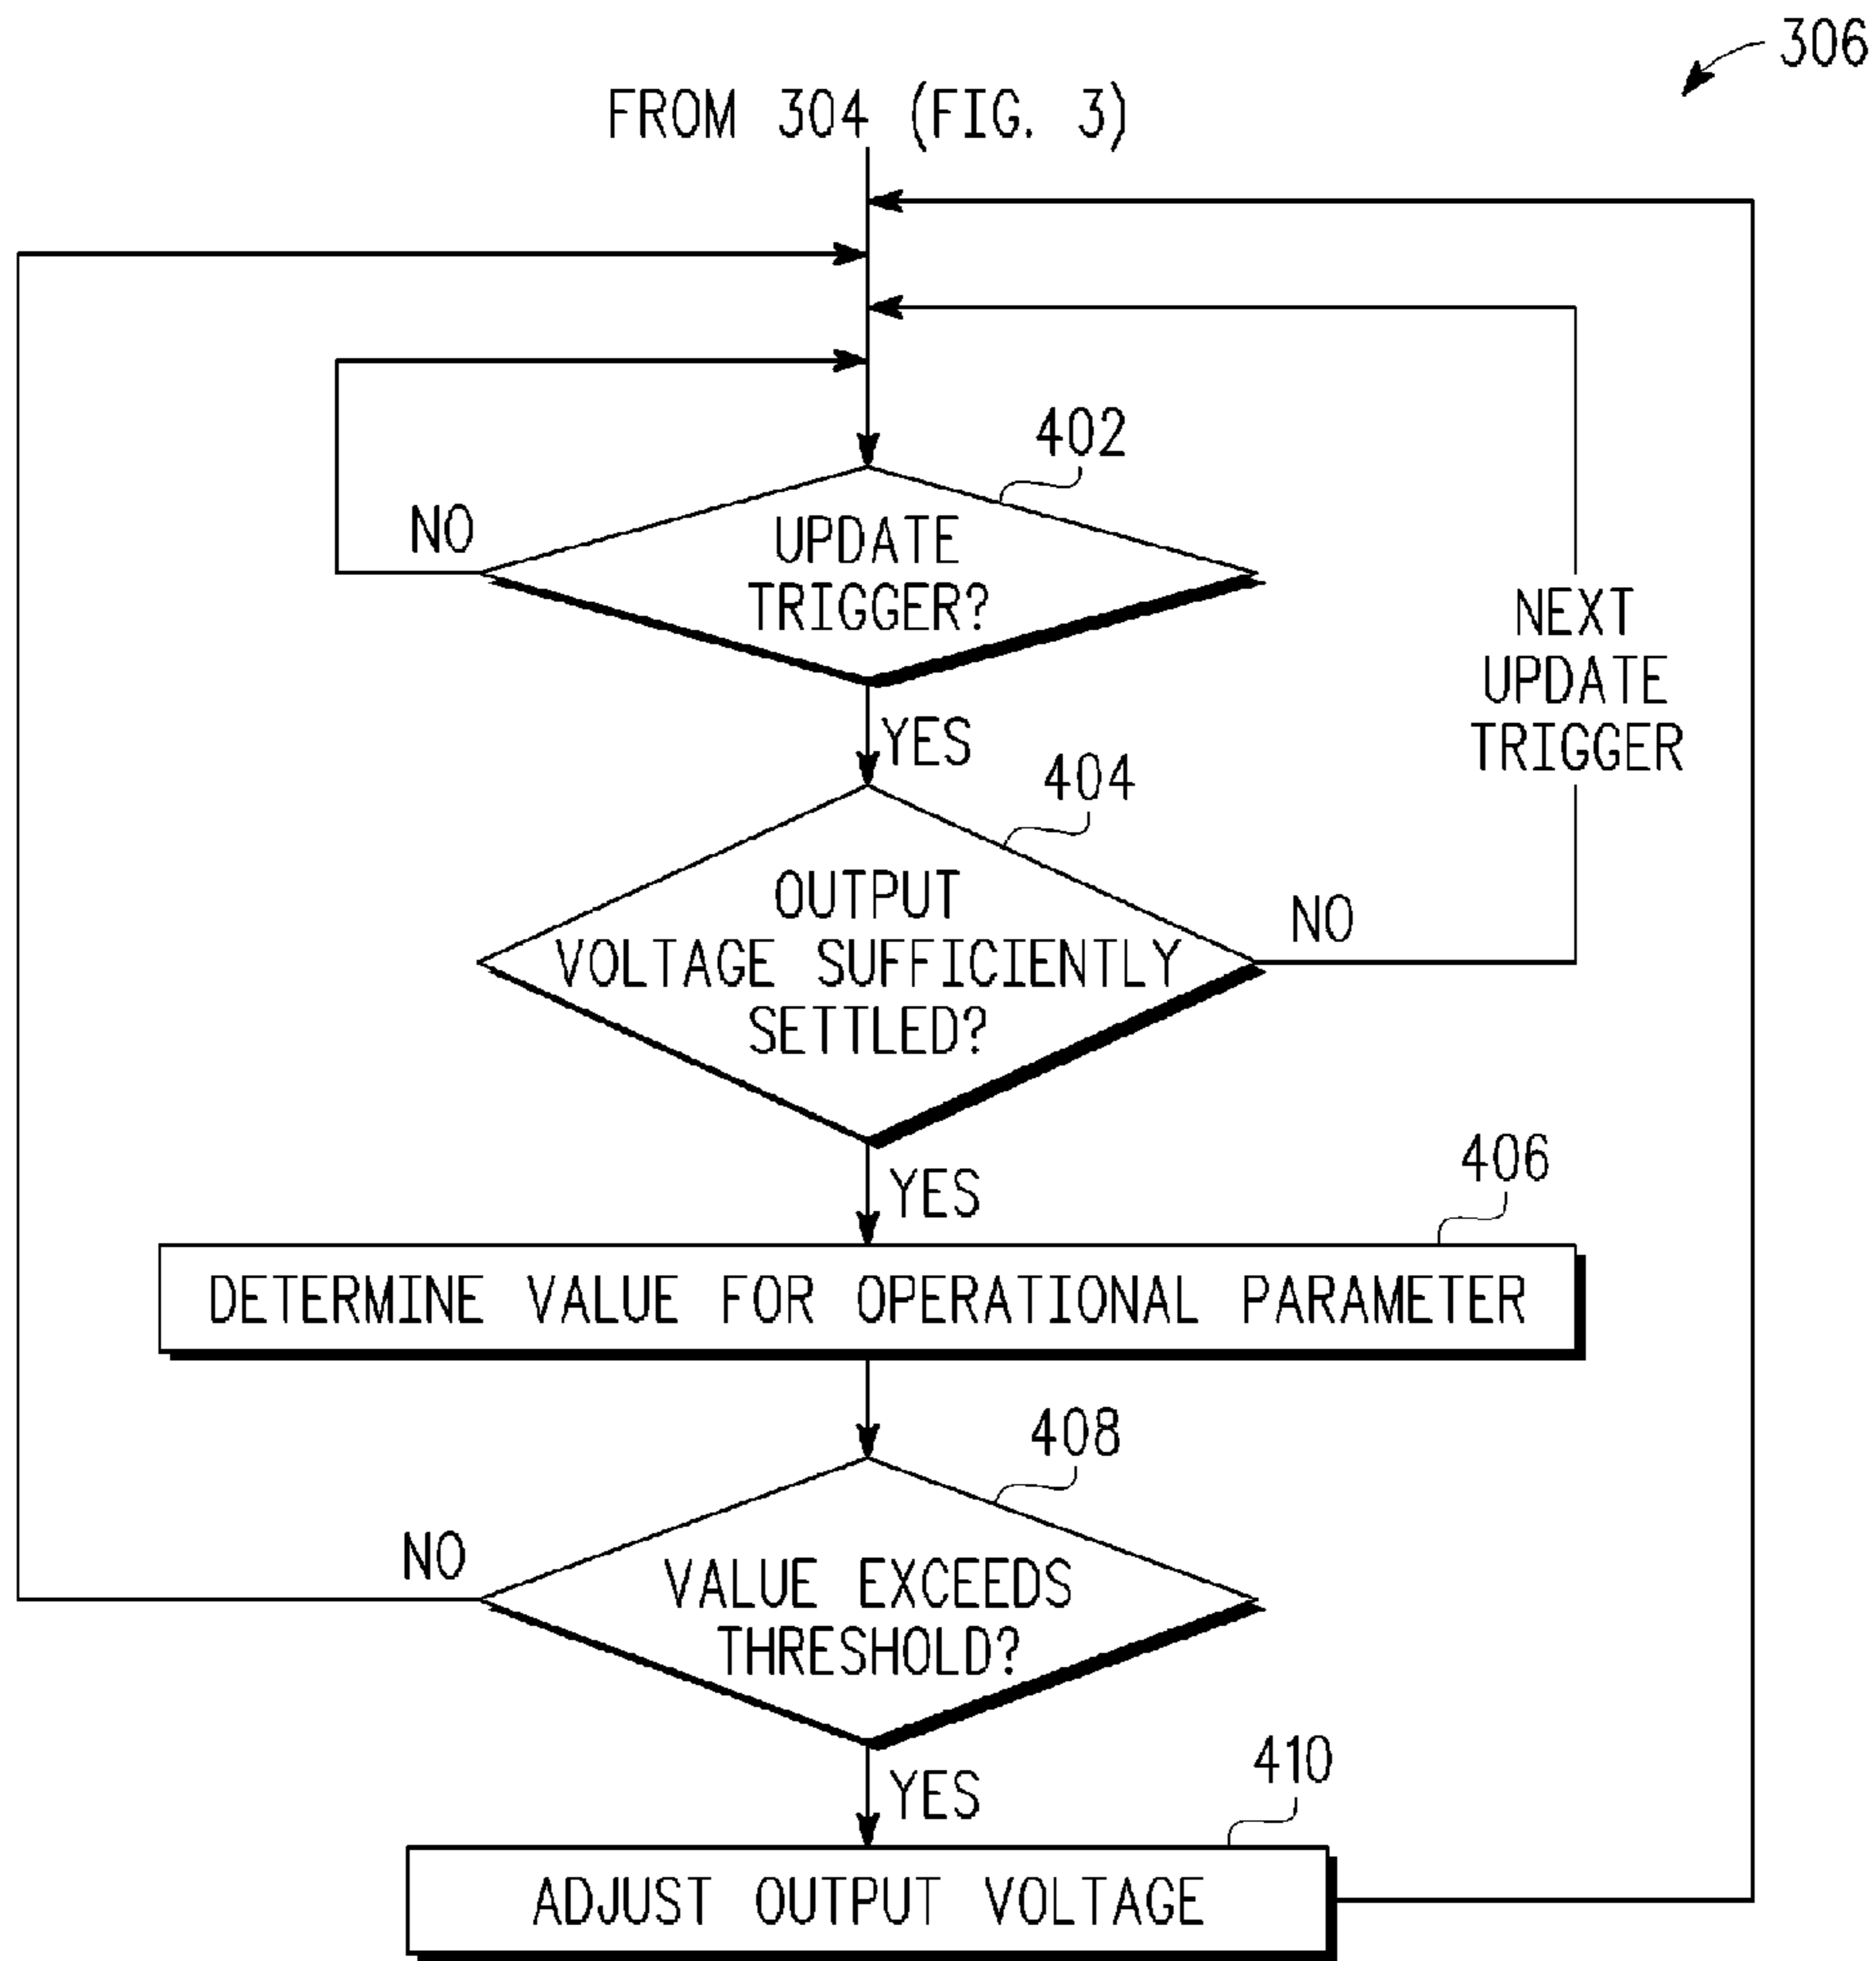 306
FROM 304 (FIG. 3)
402
NO
UPDATE
TRIGGER?
NEXT
UPDATE
TRIGGER
YES
404
OUTPUT
VOLTAGE SUFFICIENTLY
SETTLED?
NO
YES
406
DETERMINE VALUE FOR OPERATIONAL PARAMETER
408
NO
VALUE EXCEEDS
THRESHOLD?
YES
410
ADJUST OUTPUT VOLTAGE